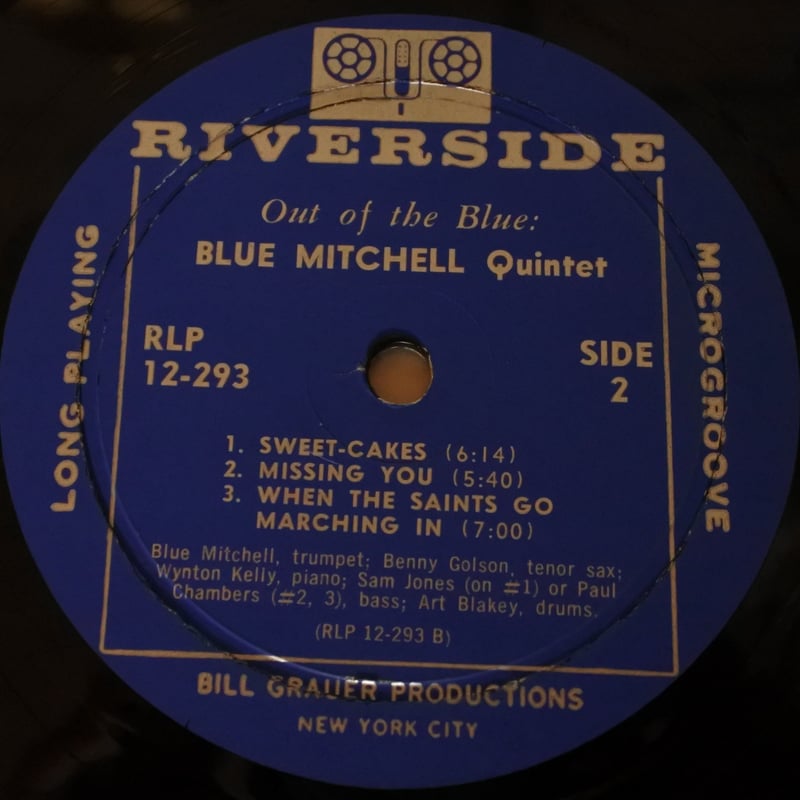 RIVERSIDE
Out of the Blue:
BLUE MITCHELL Quintet
LONG PLAYING
MICROGROOVE
RLP
12-293
SIDE
2
1. SWEET-CAKES (6:14)
2. MISSING YOU (5:40)
3. WHEN THE SAINTS GO
MARCHING IN (7:00)
Blue Mitchell, trumpet; Benny Golson, tenor sax;
Wynton Kelly, piano; Sam Jones (on #1) or Paul
Chambers (#2, 3), bass; Art Blakey, drums.
(RLP 12-293 B)
BILL GRAUER PRODUCTIONS
NEW YORK CITY